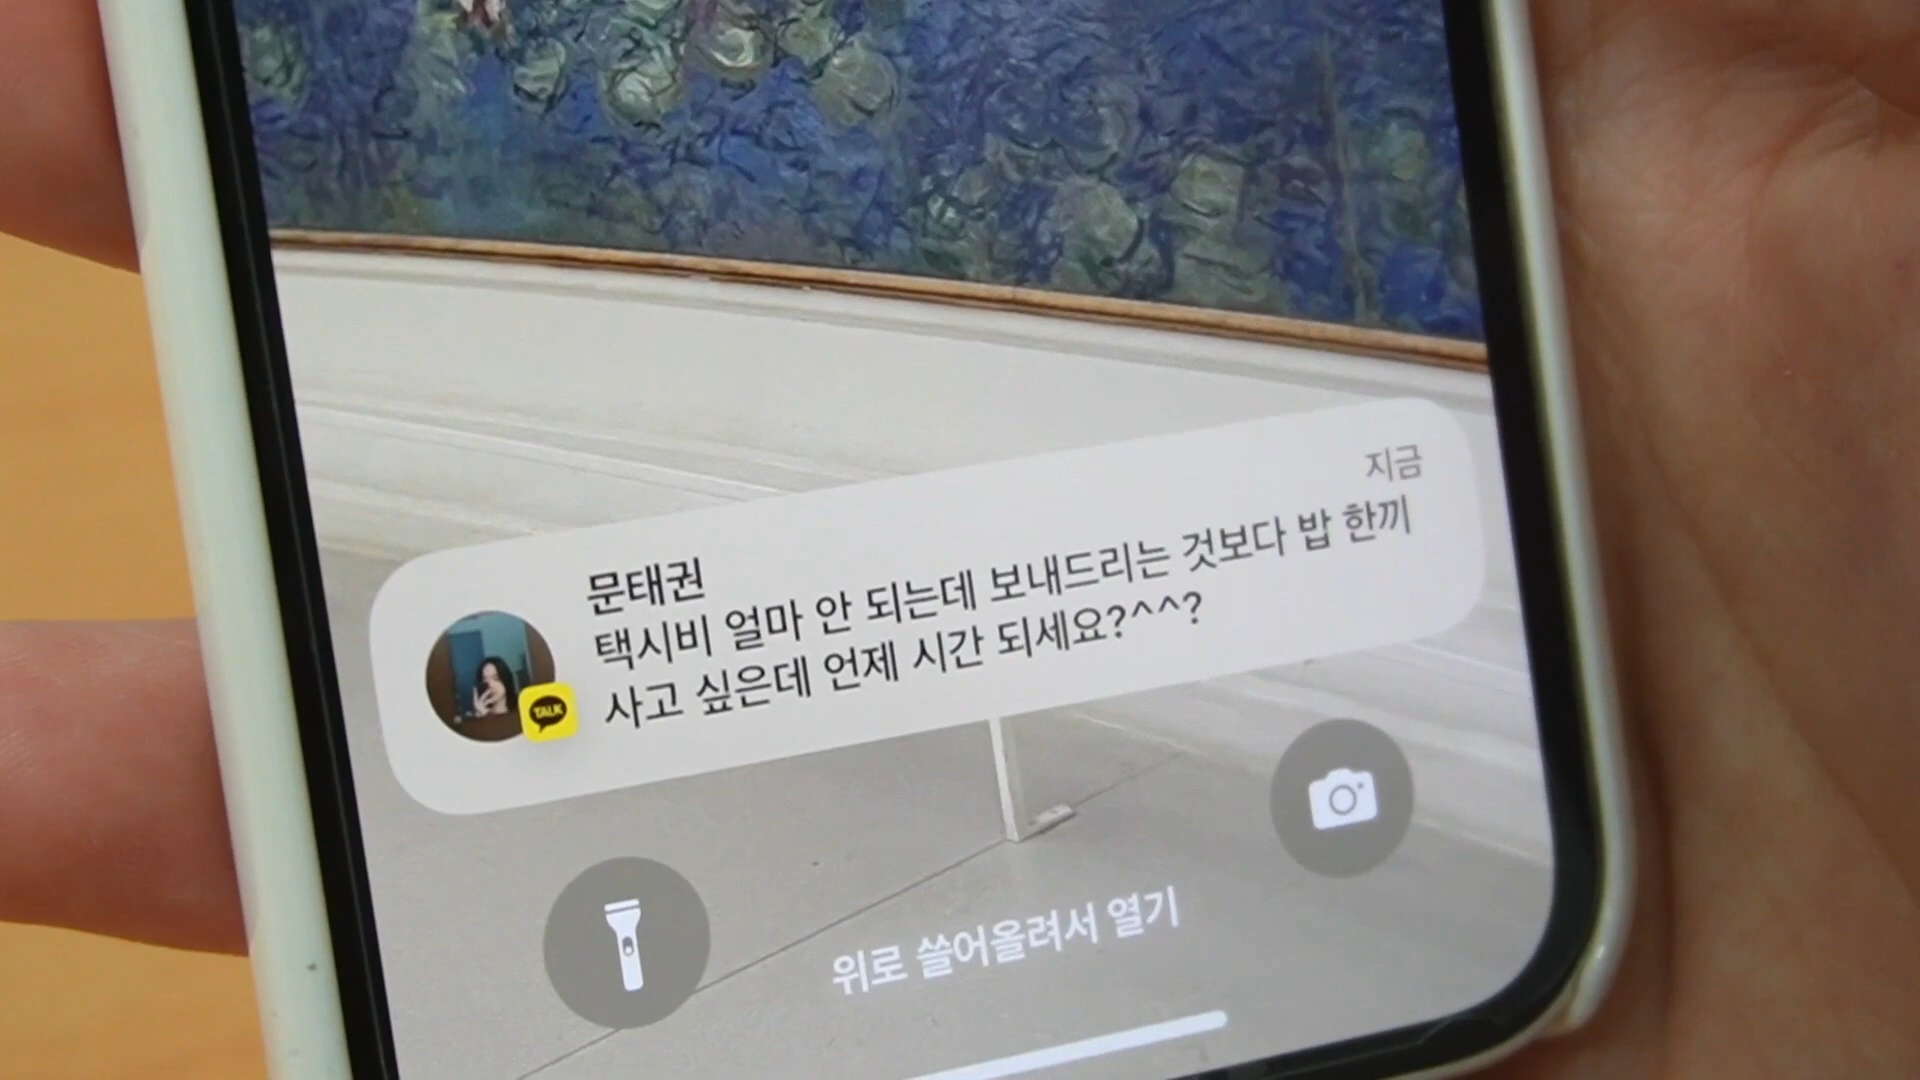 지금
문태권
택시비 얼마 안 되는데 보내드리는 것보다 밥 한끼
사고 싶은데 언제 시간 되세요?^^?
TALK
위로 쓸어올려서 열기